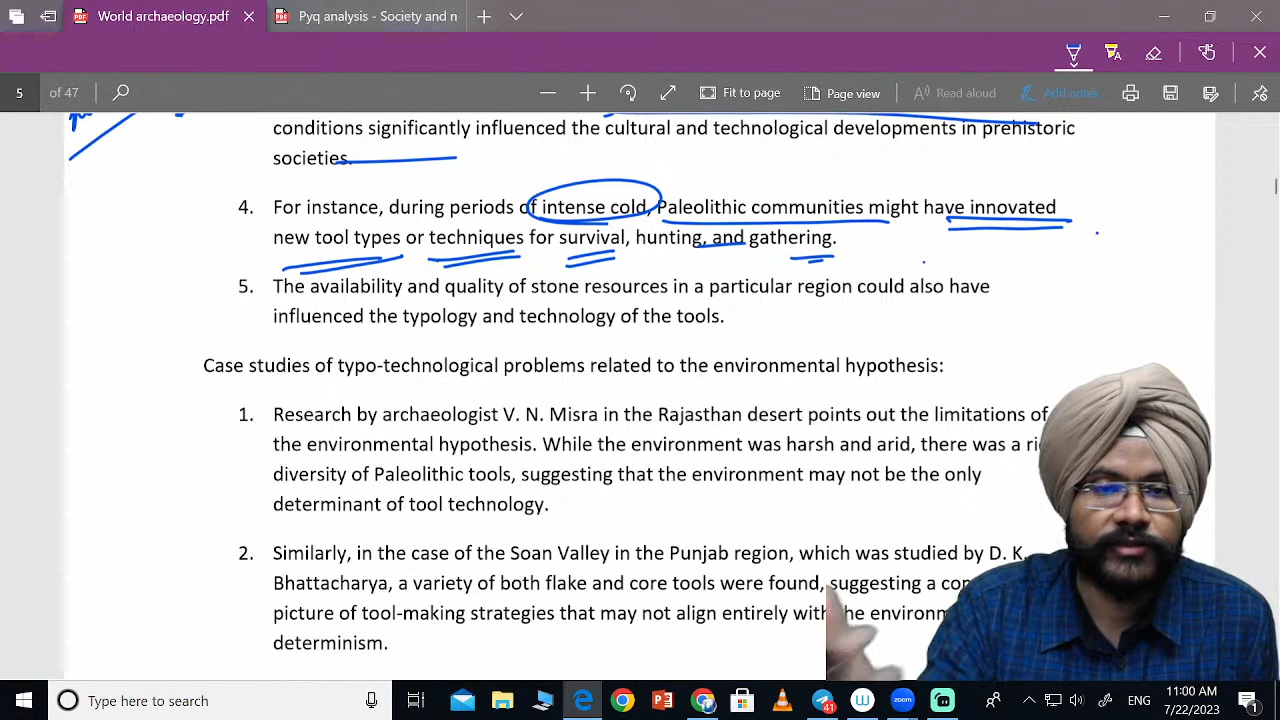 World archaeology.pdf
Pyq analysis - Society and n
5 of 47
Fit to page
Page view
Read aloud
Add notes
conditions significantly influenced the cultural and technological developments in prehistoric
societies.
4. For instance, during periods of intense cold, Paleolithic communities might have innovated
new tool types or techniques for survival, hunting, and gathering.
5. The availability and quality of stone resources in a particular region could also have
influenced the typology and technology of the tools.
Case studies of typo-technological problems related to the environmental hypothesis:
1. Research by archaeologist V. N. Misra in the Rajasthan desert points out the limitations of
the environmental hypothesis. While the environment was harsh and arid, there was a
diversity of Paleolithic tools, suggesting that the environment may not be the only
determinant of tool technology.
2. Similarly, in the case of the Soan Valley in the Punjab region, which was studied by D. K.
Bhattacharya, a variety of both flake and core tools were found, suggesting a
picture of tool-making strategies that may not align entirely with
determinism.
Type here to search
41
zoom
ENG
11:00 AM
7/22/2023
1